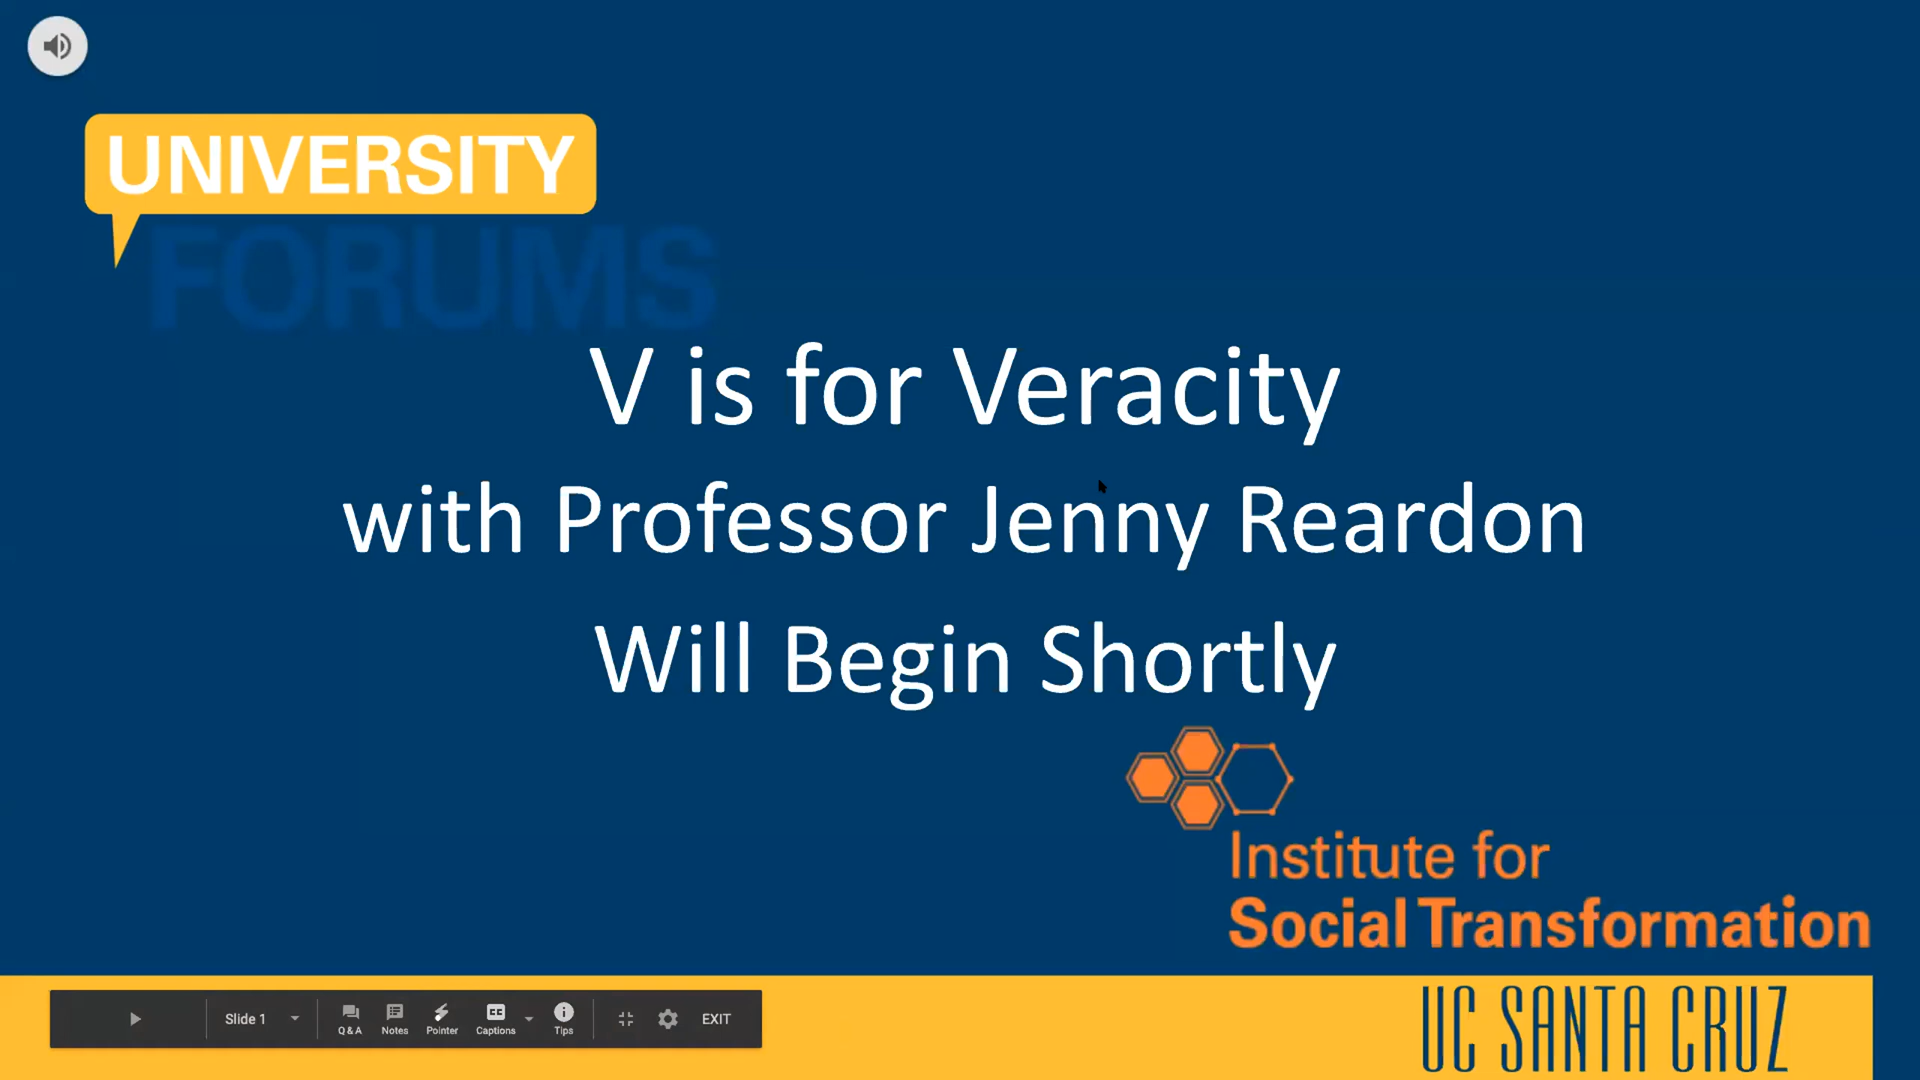 UNIVERSITY
FORUMS
V is for Veracity
with Professor Jenny Reardon
Will Begin Shortly
Institute for
Social Transformation
UC SANTA CRUZ
Slide 1
Q & A
Notes
Pointer
CC
Captions
Tips
EXIT